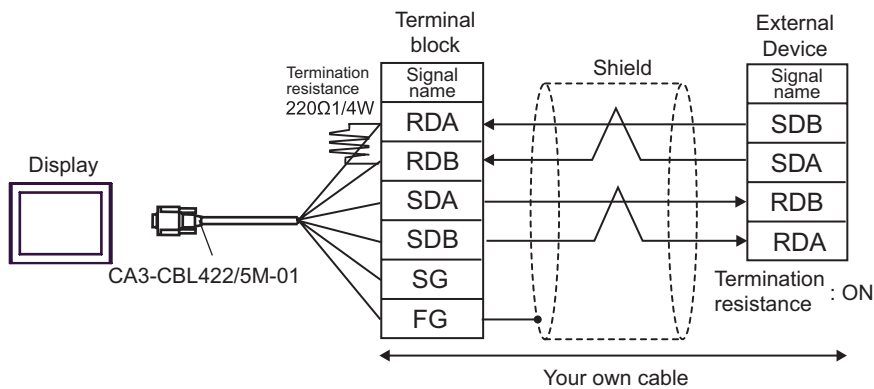 Terminal
block
External
Device
Termination
resistance
220Ω1/4W
Signal
name
Shield
Signal
name
RDA
SDB
RDB
SDA
Display
SDA
RDB
SDB
RDA
CA3-CBL422/5M-01
SG
Termination
resistance : ON
FG
Your own cable